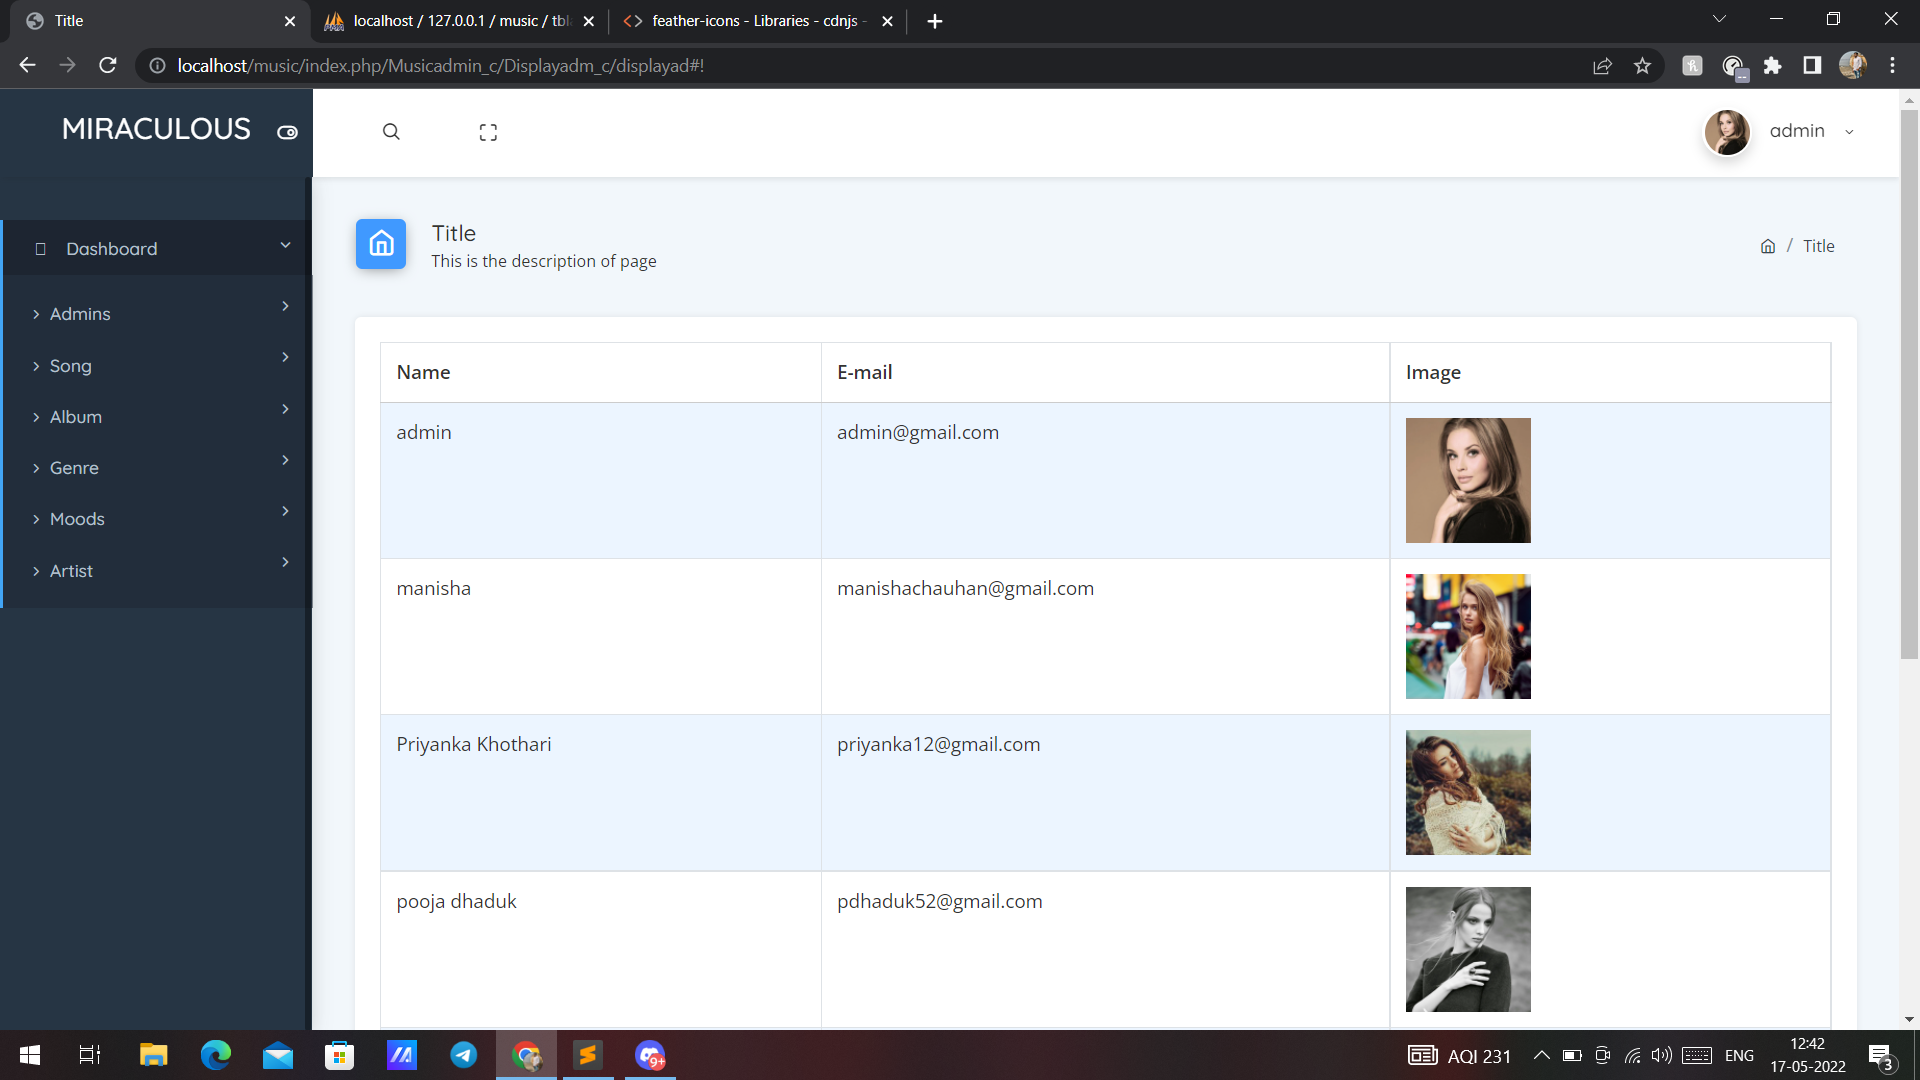 Title
localhost / 127.0.0.1 / music / tbl
feather-icons - Libraries - cdnjs -
localhost/music/index.php/Musicadmin_c/Displayadm_c/displayad#!
MIRACULOUS
admin
Dashboard
Admins
Song
Album
Genre
Moods
Artist
Title
This is the description of page
/ Title
Name E-mail Image
admin admin@gmail.com
manisha manishachauhan@gmail.com
Priyanka Khothari priyanka12@gmail.com
pooja dhaduk pdhaduk52@gmail.com
9+
AQI 231
ENG
12:42
17-05-2022
3